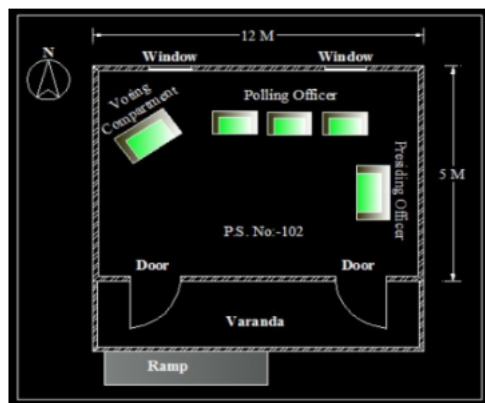 12 M
N
Window
Window
Voting
Compartment
Polling Officer
Presiding Officer
5 M
P.S. No:-102
Door
Door
Varanda
Ramp